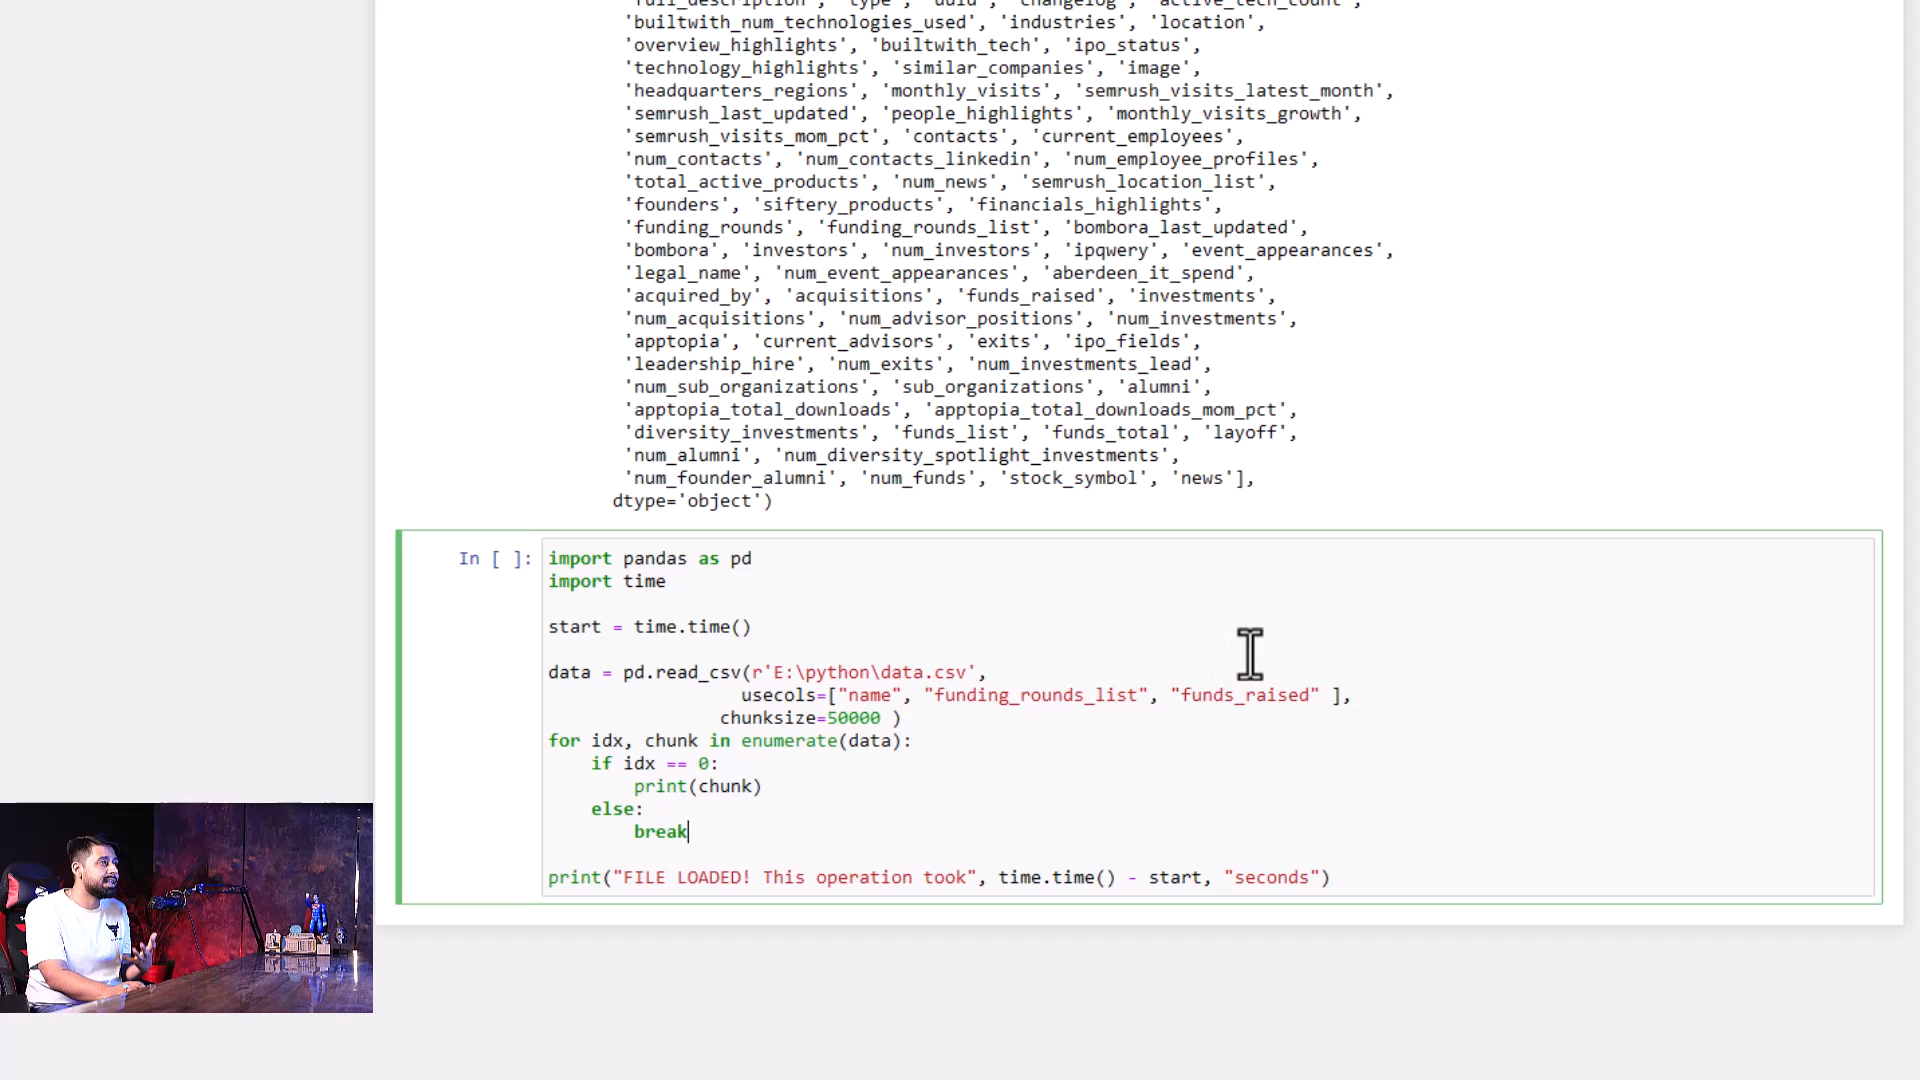 'full_description', 'type', 'uuid', 'changelog', 'active_tech_count',
'builtwith_num_technologies_used', 'industries', 'location',
'overview_highlights', 'builtwith_tech', 'ipo_status',
'technology_highlights', 'similar_companies', 'image',
'headquarters_regions', 'monthly_visits', 'semrush_visits_latest_month',
'semrush_last_updated', 'people_highlights', 'monthly_visits_growth',
'semrush_visits_mom_pct', 'contacts', 'current_employees',
'num_contacts', 'num_contacts_linkedin', 'num_employee_profiles',
'total_active_products', 'num_news', 'semrush_location_list',
'founders', 'siftery_products', 'financials_highlights',
'funding_rounds', 'funding_rounds_list', 'bombora_last_updated',
'bombora', 'investors', 'num_investors', 'ipqwery', 'event_appearances',
'legal_name', 'num_event_appearances', 'aberdeen_it_spend',
'acquired_by', 'acquisitions', 'funds_raised', 'investments',
'num_acquisitions', 'num_advisor_positions', 'num_investments',
'apptopia', 'current_advisors', 'exits', 'ipo_fields',
'leadership_hire', 'num_exits', 'num_investments_lead',
'num_sub_organizations', 'sub_organizations', 'alumni',
'apptopia_total_downloads', 'apptopia_total_downloads_mom_pct',
'diversity_investments', 'funds_list', 'funds_total', 'layoff',
'num_alumni', 'num_diversity_spotlight_investments',
'num_founder_alumni', 'num_funds', 'stock_symbol', 'news'],
dtype='object')
In [ ]: import pandas as pd
import time
start = time.time()
data = pd.read_csv(r'E:\python\data.csv',
usecols=["name", "funding_rounds_list", "funds_raised" ],
chunksize=50000 )
for idx, chunk in enumerate(data):
if idx == 0:
print(chunk)
else:
break
print("FILE LOADED! This operation took", time.time() - start, "seconds")